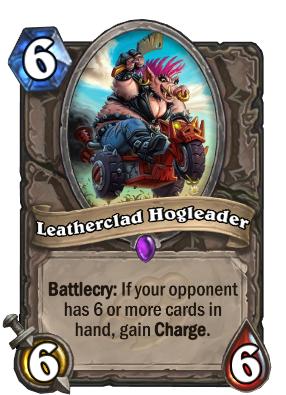 6
Leatherclad Hogleader
Battlecry: If your opponent
has 6 or more cards in
hand, gain Charge.
6 6